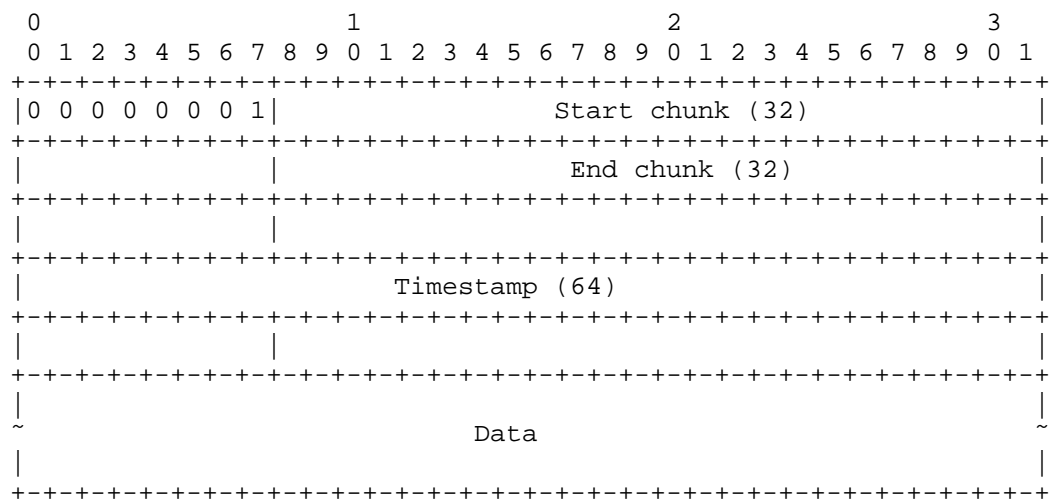 0                   1                   2                   3
 0 1 2 3 4 5 6 7 8 9 0 1 2 3 4 5 6 7 8 9 0 1 2 3 4 5 6 7 8 9 0 1
+-+-+-+-+-+-+-+-+-+-+-+-+-+-+-+-+-+-+-+-+-+-+-+-+-+-+-+-+-+-+-+-+
|0 0 0 0 0 0 0 1|                 Start chunk (32)              |
+-+-+-+-+-+-+-+-+-+-+-+-+-+-+-+-+-+-+-+-+-+-+-+-+-+-+-+-+-+-+-+-+
|               |                  End chunk (32)               |
+-+-+-+-+-+-+-+-+-+-+-+-+-+-+-+-+-+-+-+-+-+-+-+-+-+-+-+-+-+-+-+-+
|               |                                               |
+-+-+-+-+-+-+-+-+-+-+-+-+-+-+-+-+-+-+-+-+-+-+-+-+-+-+-+-+-+-+-+-+
|                       Timestamp (64)                          |
+-+-+-+-+-+-+-+-+-+-+-+-+-+-+-+-+-+-+-+-+-+-+-+-+-+-+-+-+-+-+-+-+
|               |                                               |
+-+-+-+-+-+-+-+-+-+-+-+-+-+-+-+-+-+-+-+-+-+-+-+-+-+-+-+-+-+-+-+-+
|                                                               |
~                            Data                               ~
|                                                               |
+-+-+-+-+-+-+-+-+-+-+-+-+-+-+-+-+-+-+-+-+-+-+-+-+-+-+-+-+-+-+-+-+